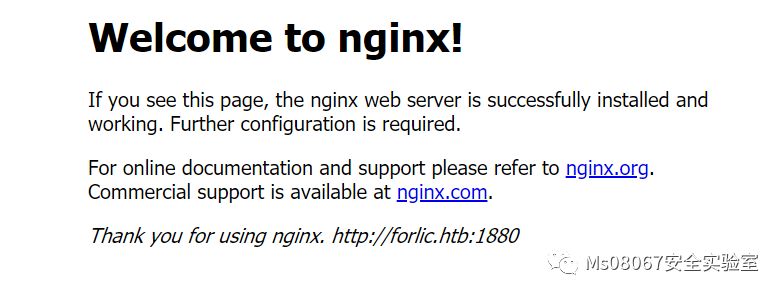 Welcome to nginx!
If you see this page, the nginx web server is successfully installed and
working. Further configuration is required.
For online documentation and support please refer to nginx.org.
Commercial support is available at nginx.com.
Thank you for using nginx. http://forlic.htb:1880
Ms08067安全实验室